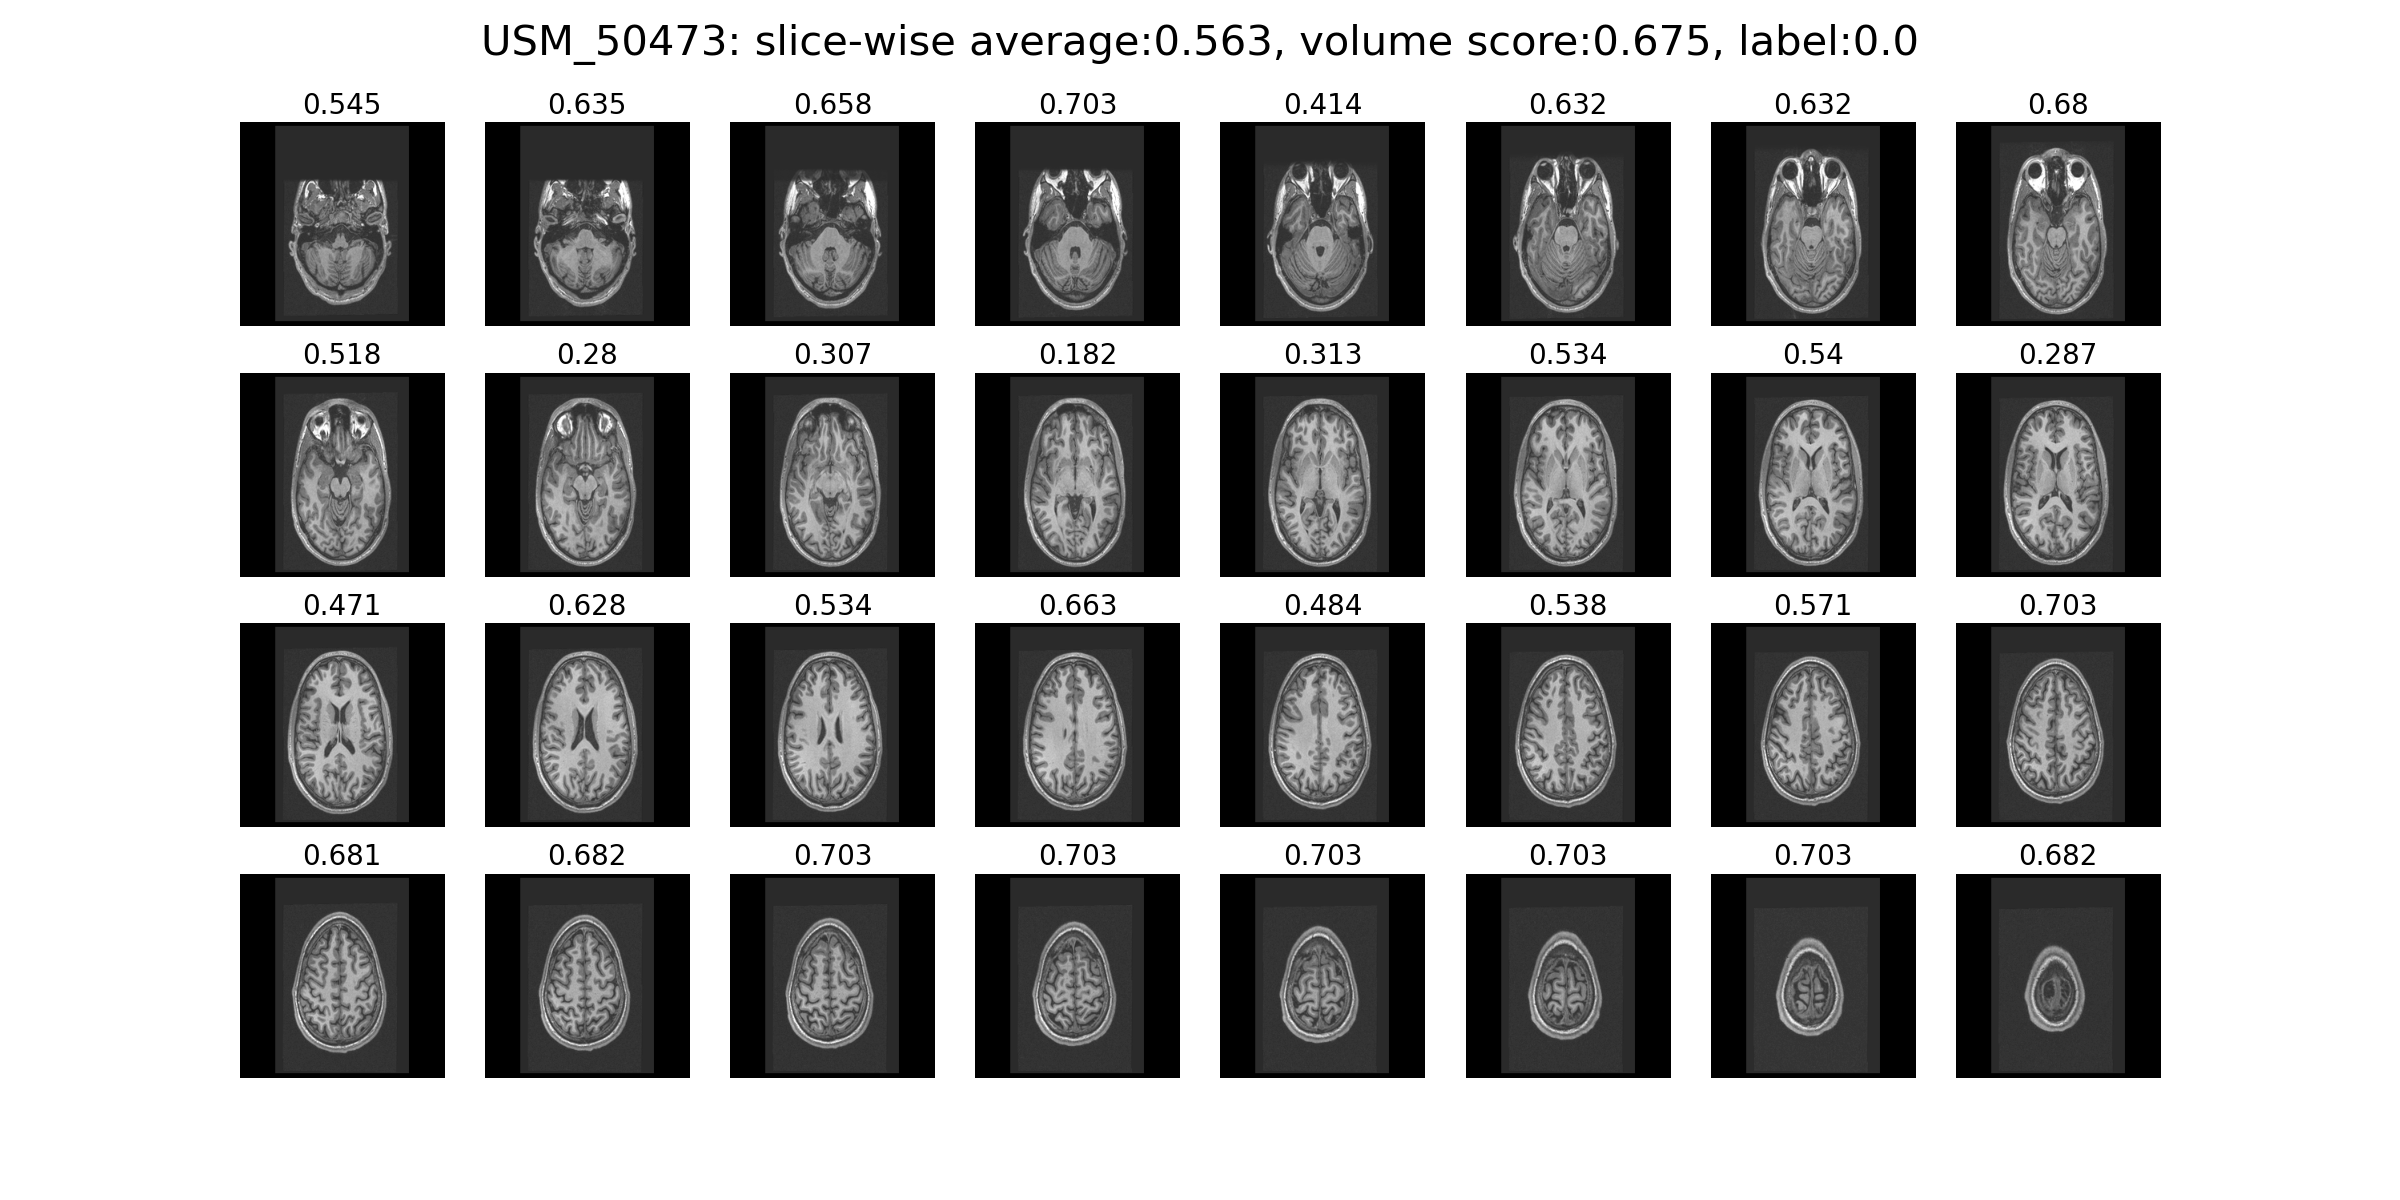 USM_50473: slice-wise average:0.563, volume score:0.675, label:0.0
0.545 0.635 0.658 0.703 0.414 0.632 0.632 0.68
0.518 0.28 0.307 0.182 0.313 0.534 0.54 0.287
0.471 0.628 0.534 0.663 0.484 0.538 0.571 0.703
0.681 0.682 0.703 0.703 0.703 0.703 0.703 0.682